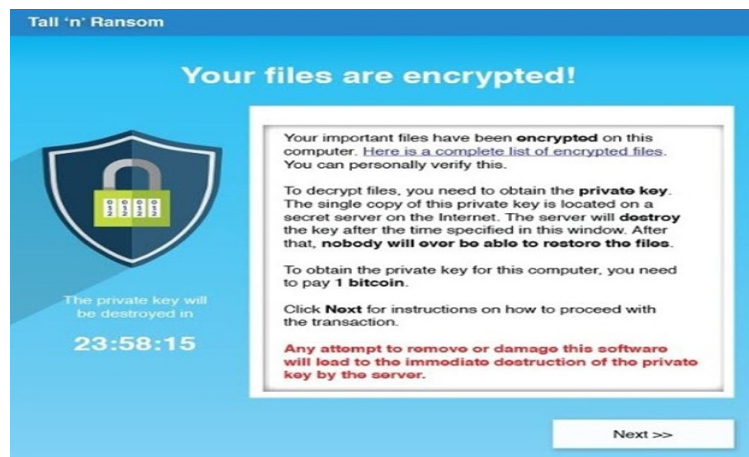 Tall 'n' Ransom
Your files are encrypted!
Your important files have been encrypted on this
computer. Here is a complete list of encrypted files.
You can personally verify this.
To decrypt files, you need to obtain the private key.
The single copy of this private key is located on a
secret server on the Internet. The server will destroy
the key after the time specified in this window. After
that, nobody will ever be able to restore the files.
To obtain the private key for this computer, you need
to pay 1 bitcoin.
Click Next for instructions on how to proceed with
the transaction.
Any attempt to remove or damage this software
will lead to the immediate destruction of the private
key by the server.
The private key will
be destroyed in
23:58:15
Next >>